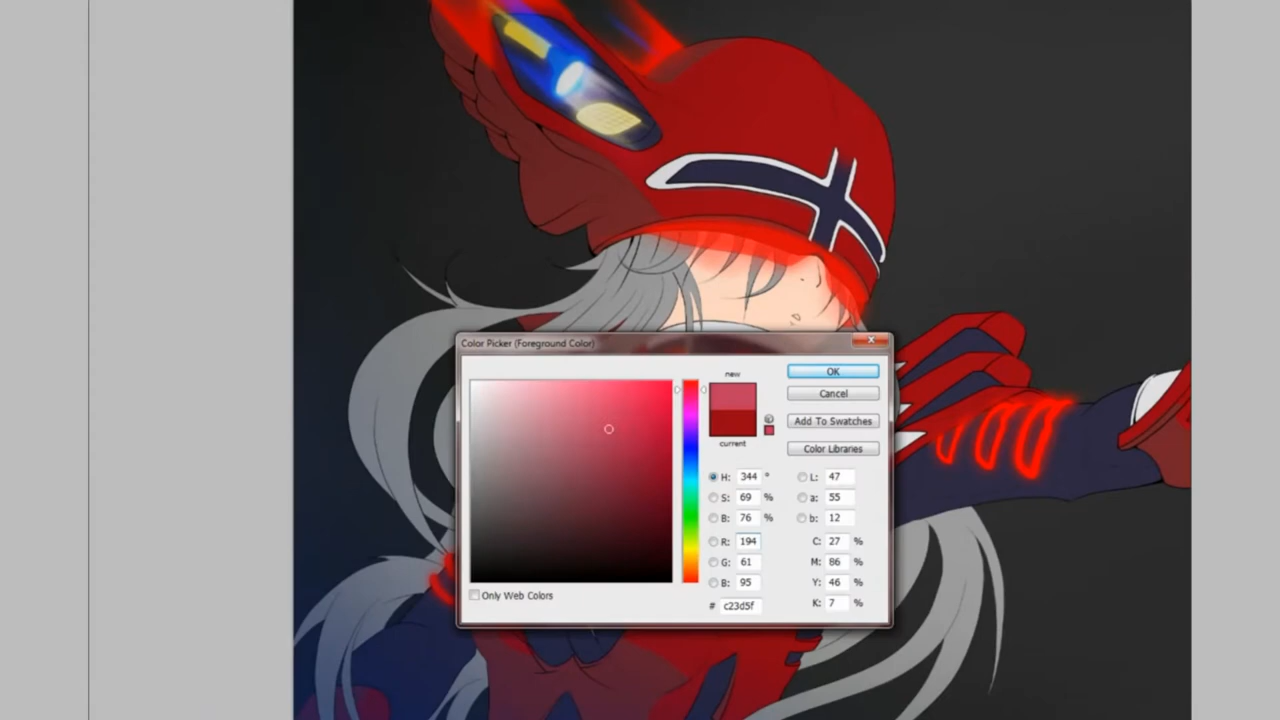 Color Picker (Foreground Color)
new
current
OK
Cancel
Add To Swatches
Color Libraries
H: 344 °
S: 69 %
B: 76 %
R: 194
G: 61
B: 95
# c23d5f
L: 47
a: 55
b: 12
C: 27 %
M: 86 %
Y: 46 %
K: 7 %
Only Web Colors